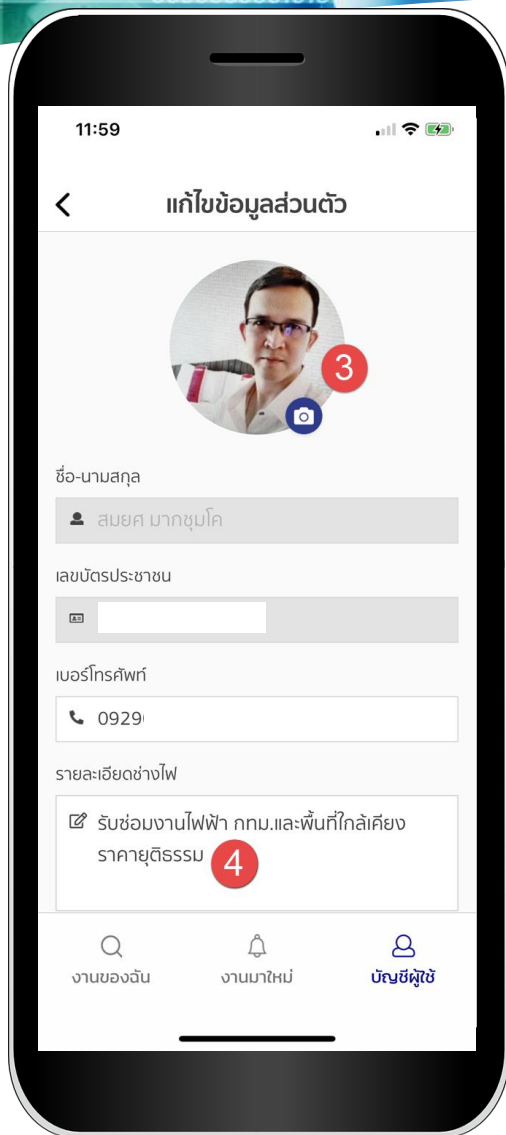 11:59
แก้ไขข้อมูลส่วนตัว
3
ชื่อ-นามสกุล
สมยศ มากชุมโค
เลขบัตรประชาชน
เบอร์โทรศัพท์
0929
รายละเอียดช่างไฟ
รับซ่อมงานไฟฟ้า กทม.และพื้นที่ใกล้เคียง
ราคายุติธรรม 4
งานของฉัน งานมาใหม่ บัญชีผู้ใช้